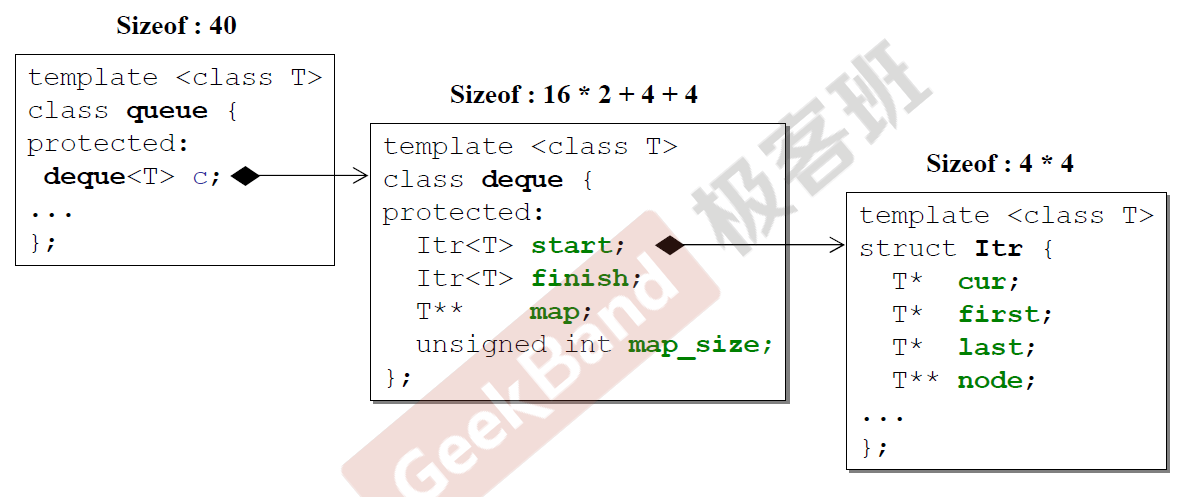 Sizeof : 40
template <class T>
class queue {
protected:
deque<T> c;
...
};
Sizeof : 16 * 2 + 4 + 4
template <class T>
class deque {
protected:
Itr<T> start;
Itr<T> finish;
T** map;
unsigned int map_size;
};
Sizeof : 4 * 4
template <class T>
struct Itr {
T* cur;
T* first;
T* last;
T** node;
...
};
GeekBand 极客班